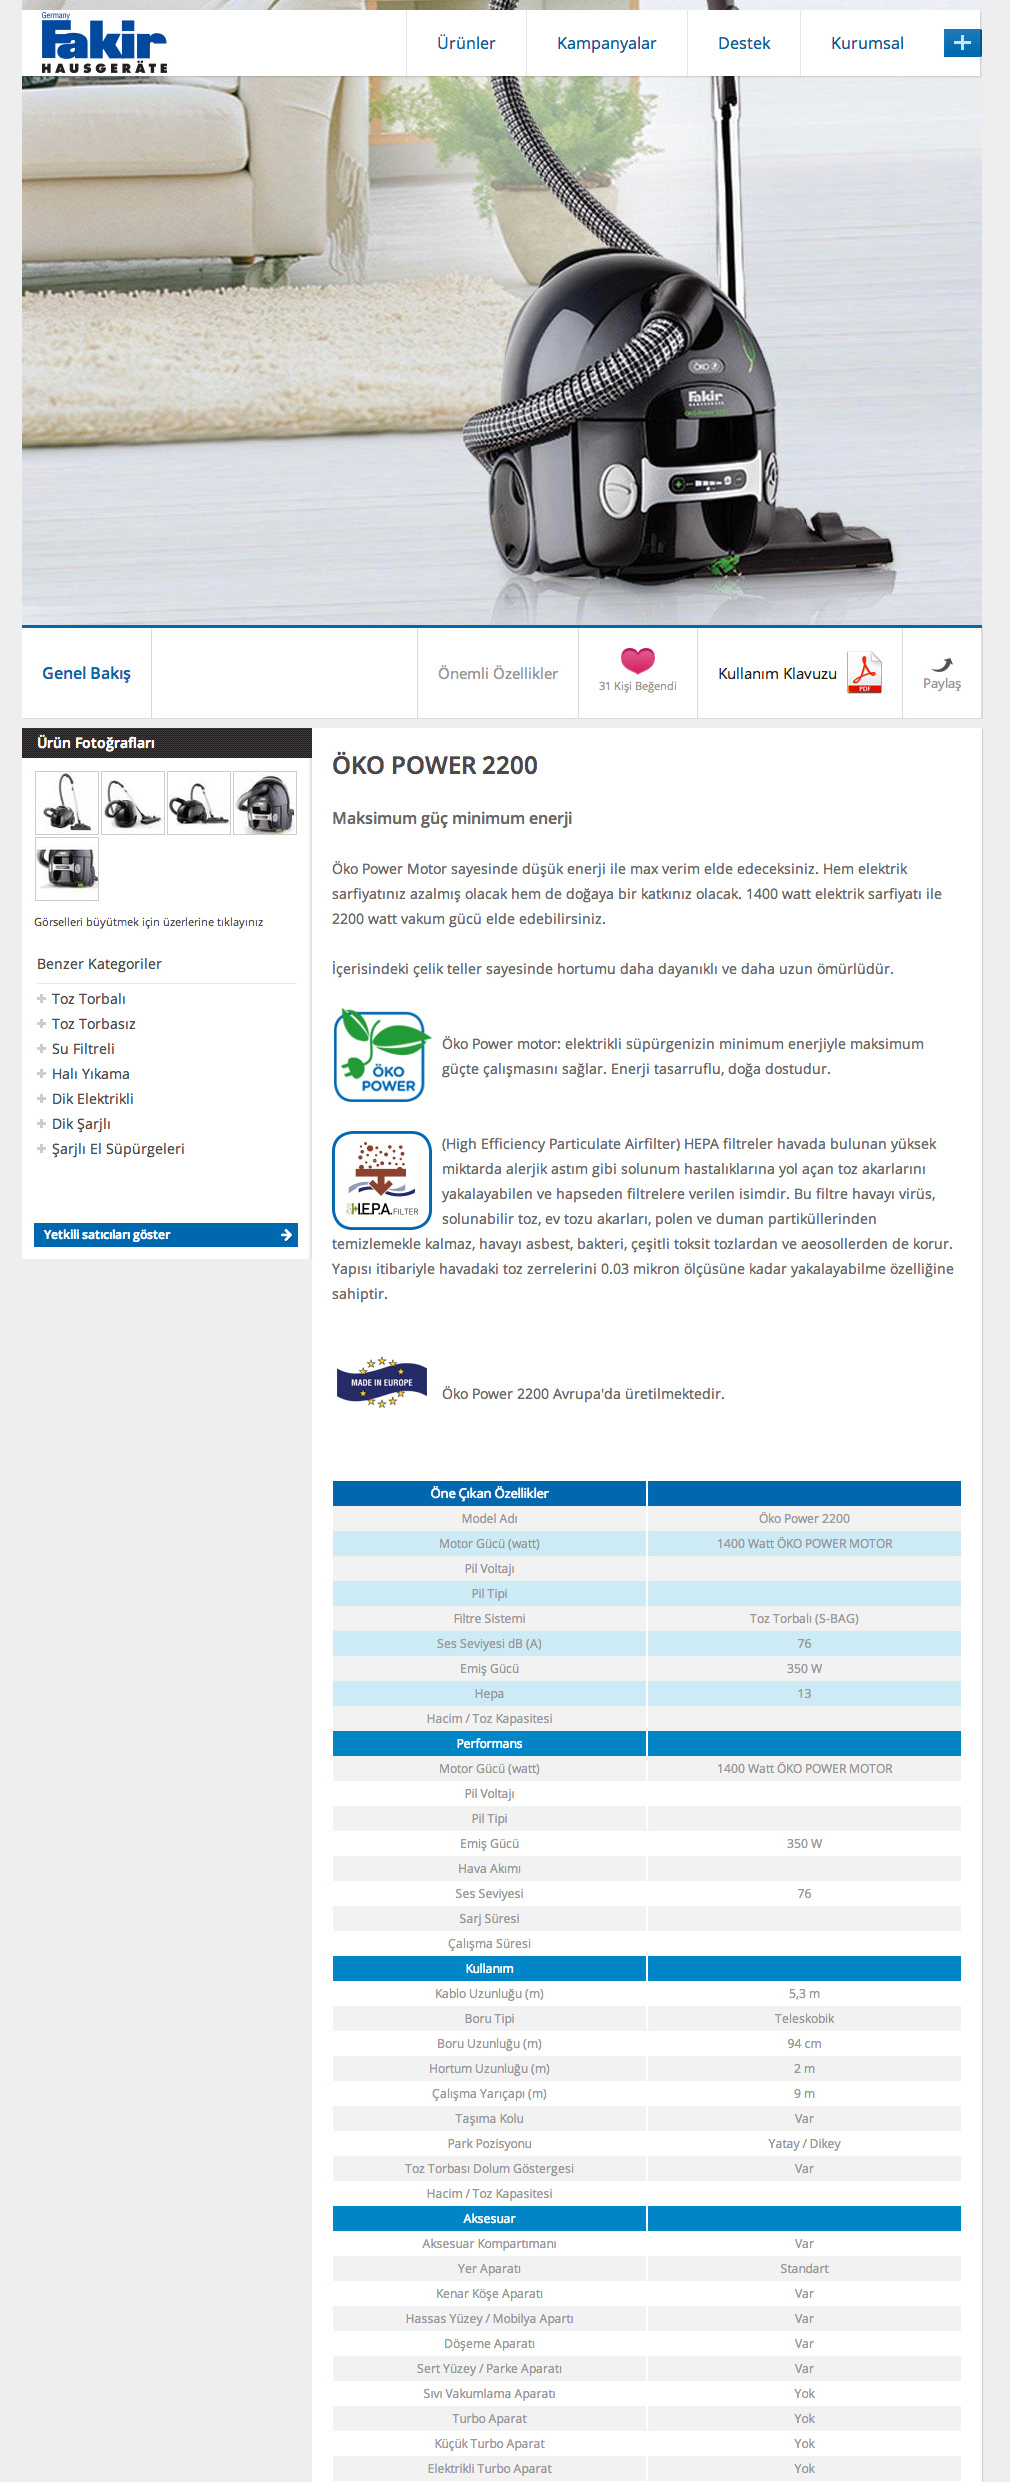 Germany
Fakir
HAUSGERÄTE
Ürünler
Kampanyalar
Destek
Kurumsal
ÖKO
Fakir
HAUSGERÄTE
ÖKO Power 2200
Genel Bakış
Önemli Özellikler
31 Kişi Beğendi
Kullanım Klavuzu
PDF
Paylaş
Ürün Fotoğrafları
Görselleri büyütmek için üzerlerine tıklayınız
Benzer Kategoriler
Toz Torbalı
Toz Torbasız
Su Filtreli
Halı Yıkama
Dik Elektrikli
Dik Şarjlı
Şarjlı El Süpürgeleri
Yetkili satıcıları göster
ÖKO POWER 2200
Maksimum güç minimum enerji
Öko Power Motor sayesinde düşük enerji ile max verim elde edeceksiniz. Hem elektrik
sarfiyatınız azalmış olacak hem de doğaya bir katkınız olacak. 1400 watt elektrik sarfiyatı ile
2200 watt vakum gücü elde edebilirsiniz.
İçerisindeki çelik teller sayesinde hortumu daha dayanıklı ve daha uzun ömürlüdür.
ÖKO
POWER
Öko Power motor: elektrikli süpürgenizin minimum enerjiyle maksimum
güçte çalışmasını sağlar. Enerji tasarruflu, doğa dostudur.
H.E.P.A. FILTER
(High Efficiency Particulate Airfilter) HEPA filtreler havada bulunan yüksek
miktarda alerjik astım gibi solunum hastalıklarına yol açan toz akarlarını
yakalayabilen ve hapseden filtrelere verilen isimdir. Bu filtre havayı virüs,
solunabilir toz, ev tozu akarları, polen ve duman partiküllerinden
temizlemekle kalmaz, havayı asbest, bakteri, çeşitli toksit tozlardan ve aeosollerden de korur.
Yapısı itibariyle havadaki toz zerrelerini 0.03 mikron ölçüsüne kadar yakalayabilme özelliğine
sahiptir.
MADE IN EUROPE
Öko Power 2200 Avrupa'da üretilmektedir.
Öne Çıkan Özellikler
Model Adı Öko Power 2200
Motor Gücü (watt) 1400 Watt ÖKO POWER MOTOR
Pil Voltajı
Pil Tipi
Filtre Sistemi Toz Torbalı (S-BAG)
Ses Seviyesi dB (A) 76
Emiş Gücü 350 W
Hepa 13
Hacim / Toz Kapasitesi
Performans
Motor Gücü (watt) 1400 Watt ÖKO POWER MOTOR
Pil Voltajı
Pil Tipi
Emiş Gücü 350 W
Hava Akımı
Ses Seviyesi 76
Sarj Süresi
Çalışma Süresi
Kullanım
Kablo Uzunluğu (m) 5,3 m
Boru Tipi Teleskobik
Boru Uzunluğu (m) 94 cm
Hortum Uzunluğu (m) 2 m
Çalışma Yarıçapı (m) 9 m
Taşıma Kolu Var
Park Pozisyonu Yatay / Dikey
Toz Torbası Dolum Göstergesi Var
Hacim / Toz Kapasitesi
Aksesuar
Aksesuar Kompartımanı Var
Yer Aparatı Standart
Kenar Köşe Aparatı Var
Hassas Yüzey / Mobilya Apartı Var
Döşeme Aparatı Var
Sert Yüzey / Parke Aparatı Var
Sıvı Vakumlama Aparatı Yok
Turbo Aparat Yok
Küçük Turbo Aparat Yok
Elektrikli Turbo Aparat Yok